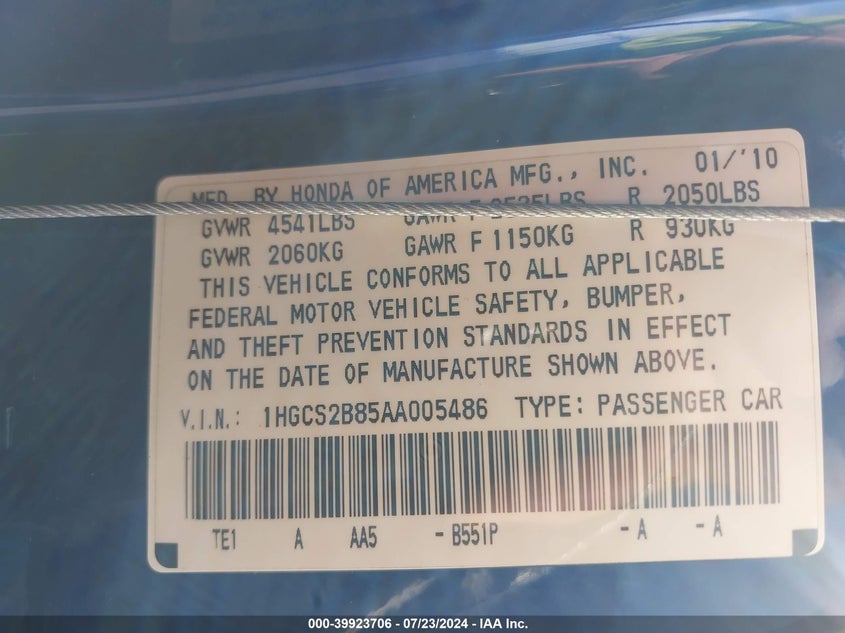 MFD. BY HONDA OF AMERICA MFG., INC. 01/'10
GVWR 4541LBS GAWR F 2535LBS R 2050LBS
GVWR 2060KG GAWR F 1150KG R 930KG
THIS VEHICLE CONFORMS TO ALL APPLICABLE
FEDERAL MOTOR VEHICLE SAFETY, BUMPER,
AND THEFT PREVENTION STANDARDS IN EFFECT
ON THE DATE OF MANUFACTURE SHOWN ABOVE.
V.I.N.: 1HGCS2B85AA005486 TYPE: PASSENGER CAR
TE1 A AA5 -B551P -A -A
000-39923706 - 07/23/2024 - IAA Inc.